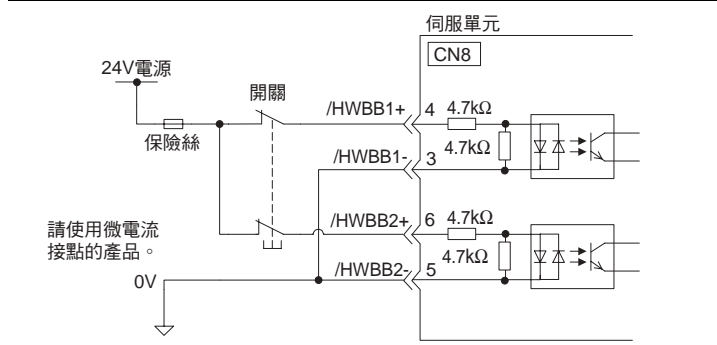 伺服單元
CN8
24V電源
開關
保險絲
/HWBB1+
4
4.7kΩ
4.7kΩ
/HWBB1-
3
請使用微電流
接點的產品。
/HWBB2+
6
4.7kΩ
4.7kΩ
/HWBB2-
5
0V